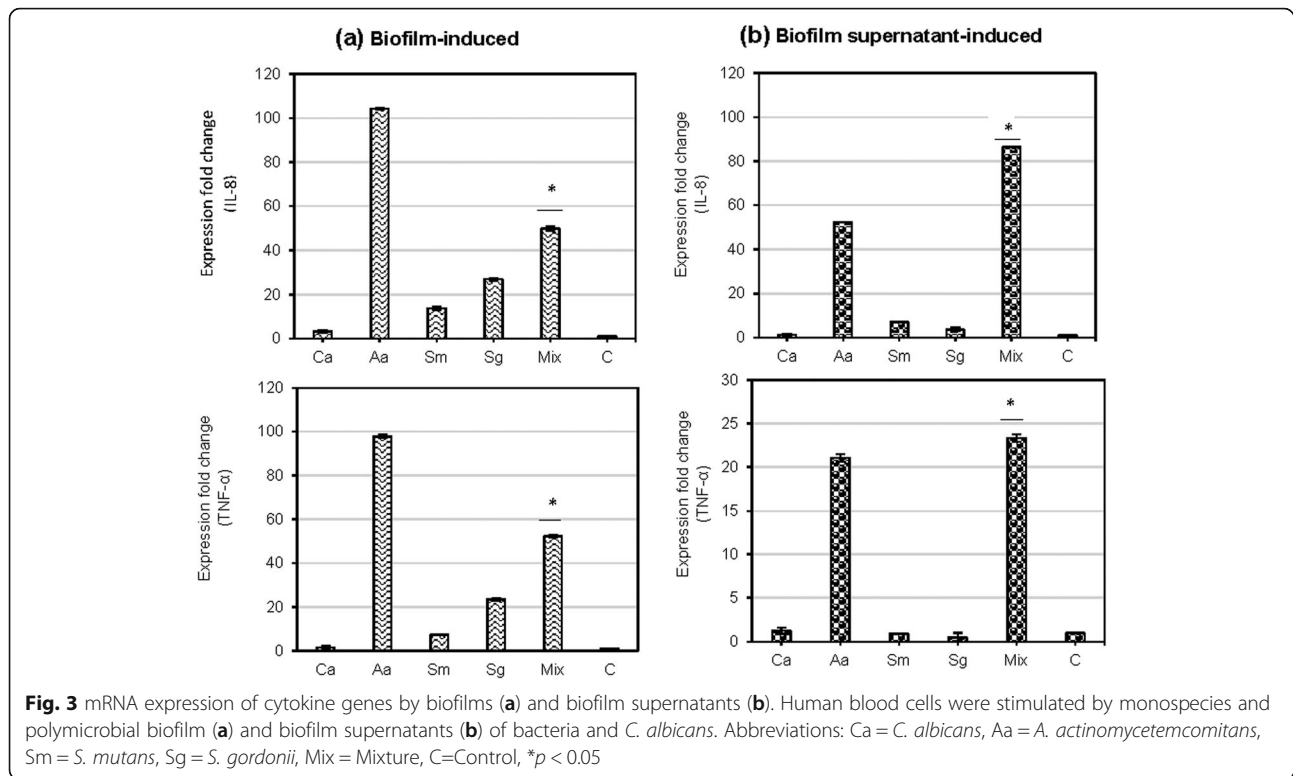 (a) Biofilm-induced
120
100
80
60
40
20
0
Expression fold change
(IL-8)
*
Ca Aa Sm Sg Mix C
120
100
80
60
40
20
0
Expression fold change
(TNF-α)
*
Ca Aa Sm Sg Mix C
(b) Biofilm supernatant-induced
120
100
80
60
40
20
0
Expression fold change
(IL-8)
*
Ca Aa Sm Sg Mix C
30
25
20
15
10
5
0
Expression fold change
(TNF-α)
*
Ca Aa Sm Sg Mix C
Fig. 3 mRNA expression of cytokine genes by biofilms (a) and biofilm supernatants (b). Human blood cells were stimulated by monospecies and
polymicrobial biofilm (a) and biofilm supernatants (b) of bacteria and C. albicans. Abbreviations: Ca = C. albicans, Aa = A. actinomycetemcomitans,
Sm = S. mutans, Sg = S. gordonii, Mix = Mixture, C=Control, *p < 0.05